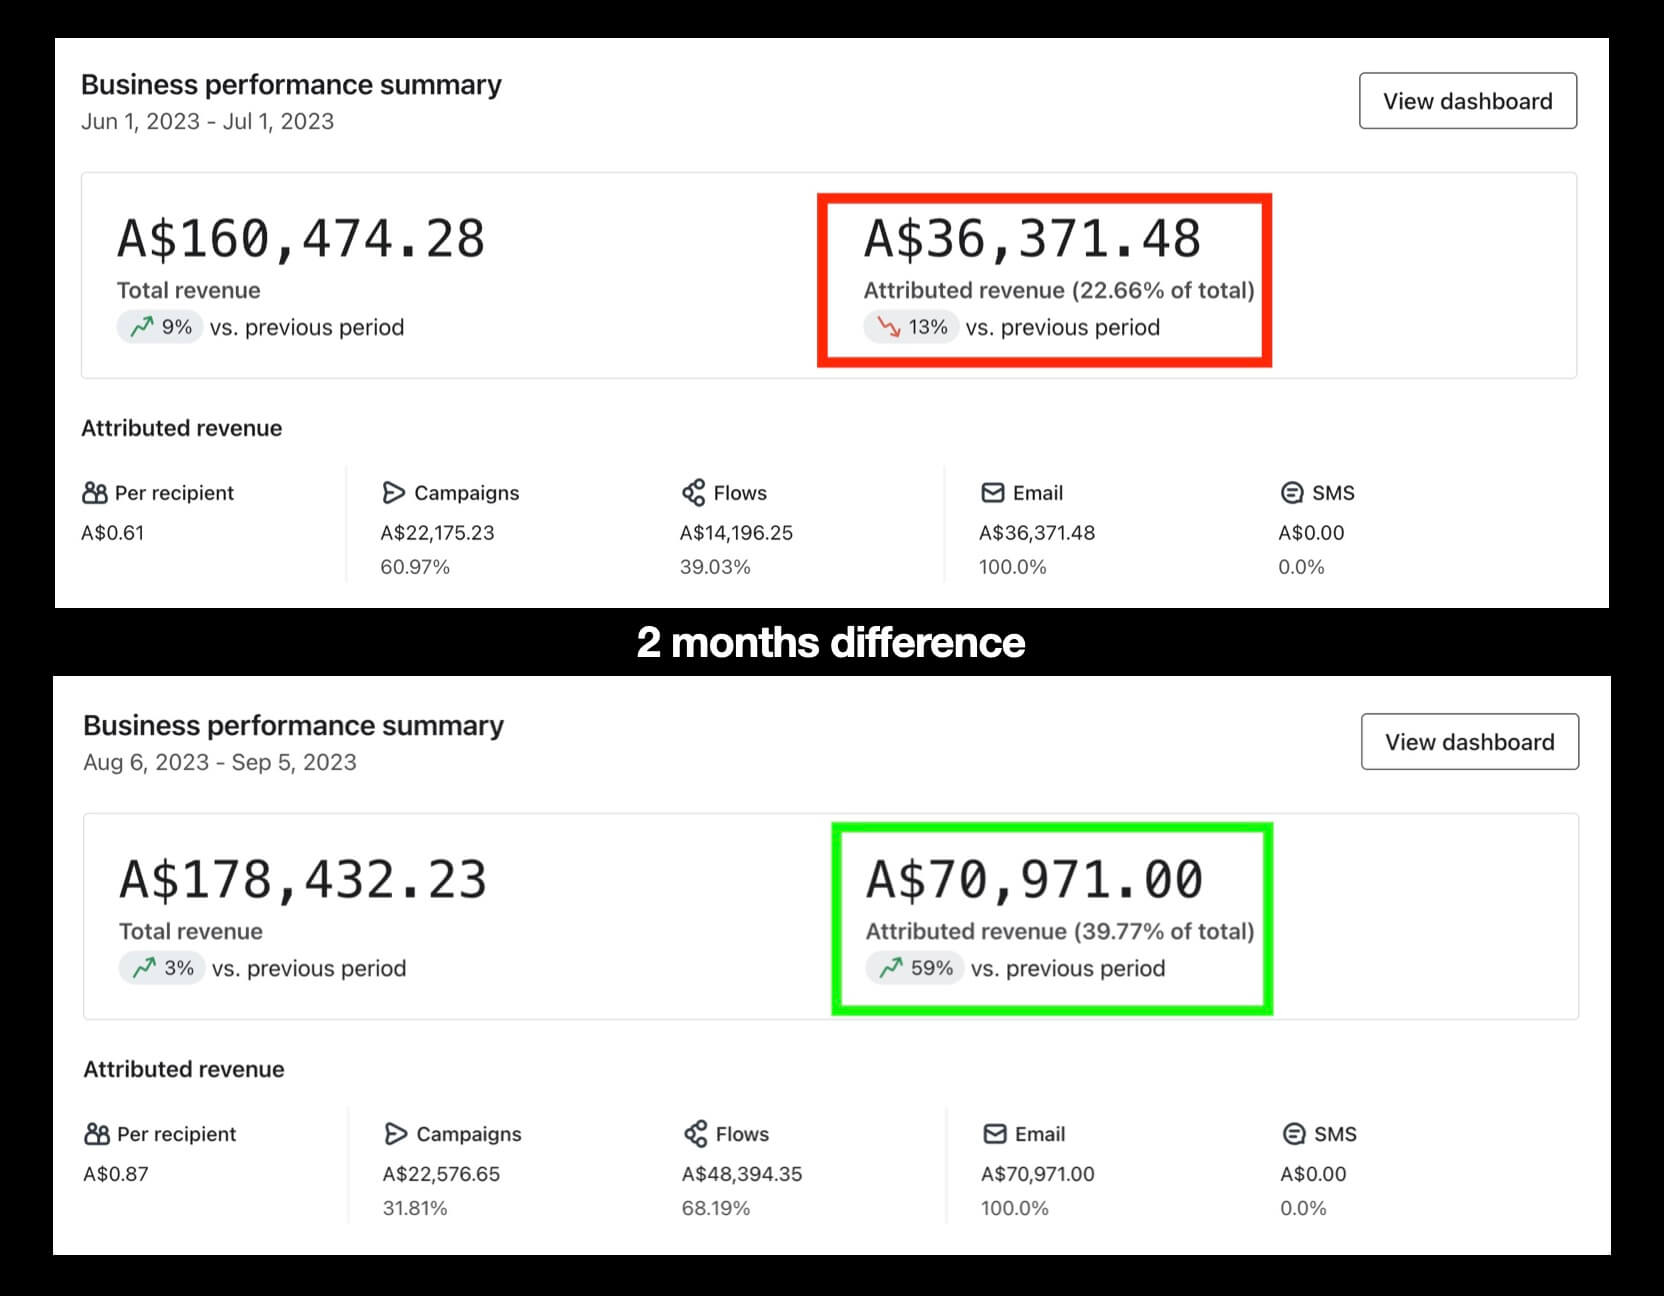 Business performance summary
View dashboard
Jun 1, 2023 - Jul 1, 2023
A$160,474.28
A$36,371.48
Total revenue
Attributed revenue (22.66% of total)
9% vs. previous period
13% vs. previous period
Attributed revenue
Per recipient
Campaigns
Flows
Email
SMS
A$0.61
A$22,175.23
A$14,196.25
A$36,371.48
A$0.00
60.97%
39.03%
100.0%
0.0%
2 months difference
Business performance summary
View dashboard
Aug 6, 2023 - Sep 5, 2023
A$178,432.23
A$70,971.00
Total revenue
Attributed revenue (39.77% of total)
3% vs. previous period
59% vs. previous period
Attributed revenue
Per recipient
Campaigns
Flows
Email
SMS
A$0.87
A$22,576.65
A$48,394.35
A$70,971.00
A$0.00
31.81%
68.19%
100.0%
0.0%